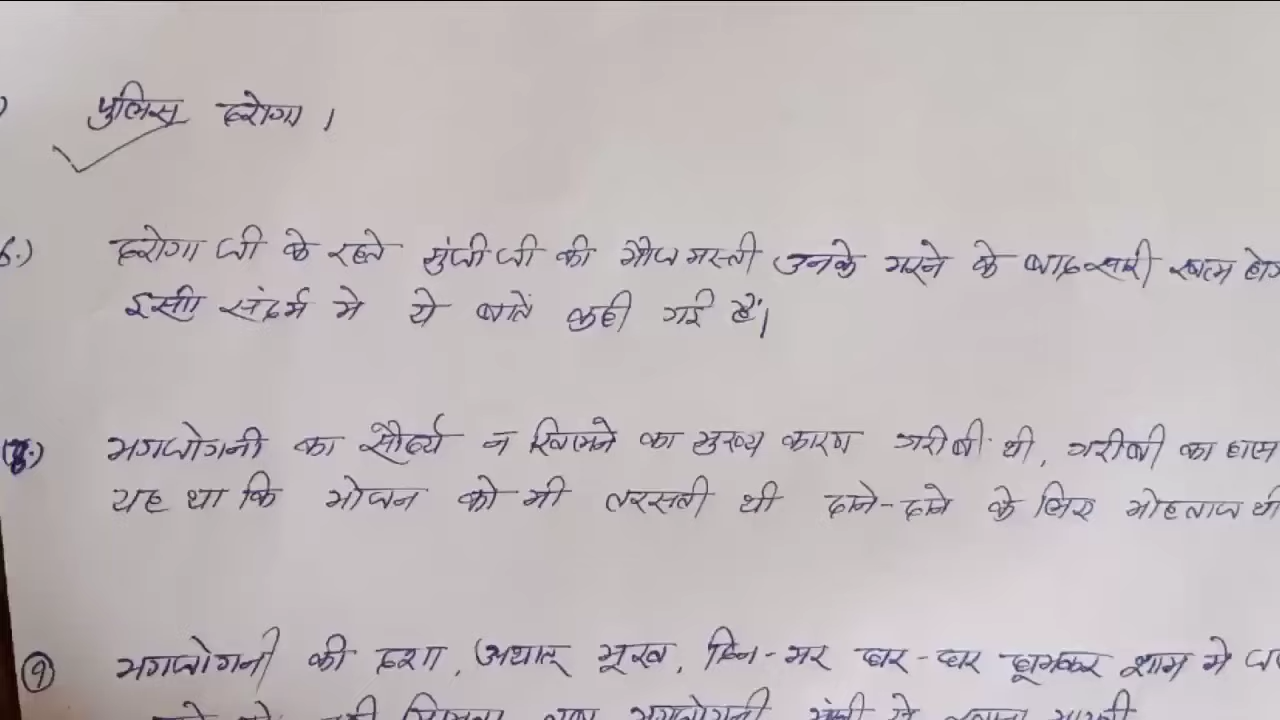 पुलिस दरोगा ।
6.) दरोगा जी के रहते मुंशी जी की मौज मस्ती उनके मरने के बाद सारी खत्म
इसी संदर्भ मे ये बातें कही गई हैं।
(8.) भगजोगनी का सौंदर्य न खिलने का मुख्य कारण गरीबी थी, गरीबी का हाल
यह था कि भोजन को भी तरसती थी दाने-दाने के लिए मोहताज थी
9 भगजोगनी की दशा, अर्थात् भूख, दिन-भर घर-घर घूमकर शाम मे